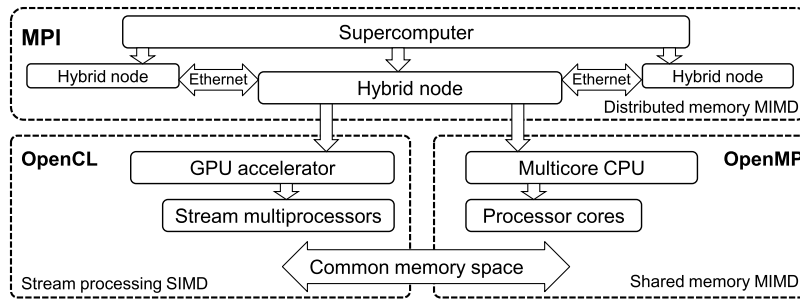 MPI
Supercomputer
Hybrid node
Ethernet
Hybrid node
Ethernet
Hybrid node
Distributed memory MIMD
OpenCL
GPU accelerator
Stream multiprocessors
Stream processing SIMD
Multicore CPU
OpenMP
Processor cores
Common memory space
Shared memory MIMD